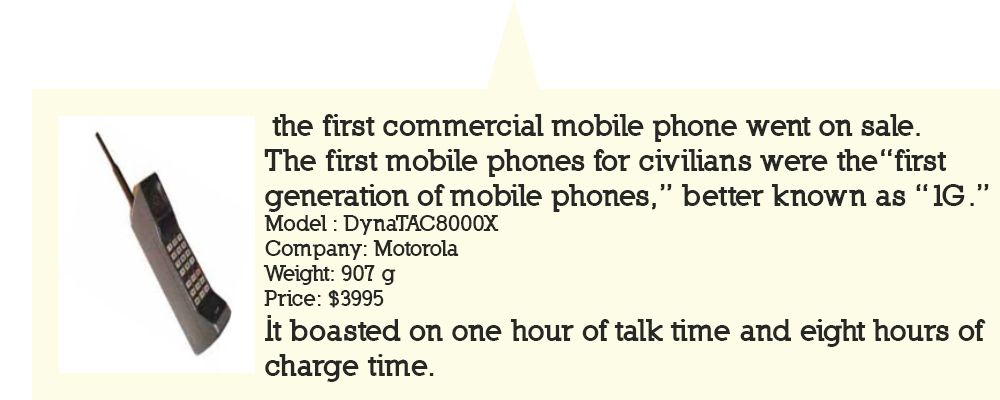 the first commercial mobile phone went on sale.
The first mobile phones for civilians were the“first
generation of mobile phones,” better known as “1G.”
Model : DynaTAC8000X
Company: Motorola
Weight: 907 g
Price: $3995
İt boasted on one hour of talk time and eight hours of
charge time.